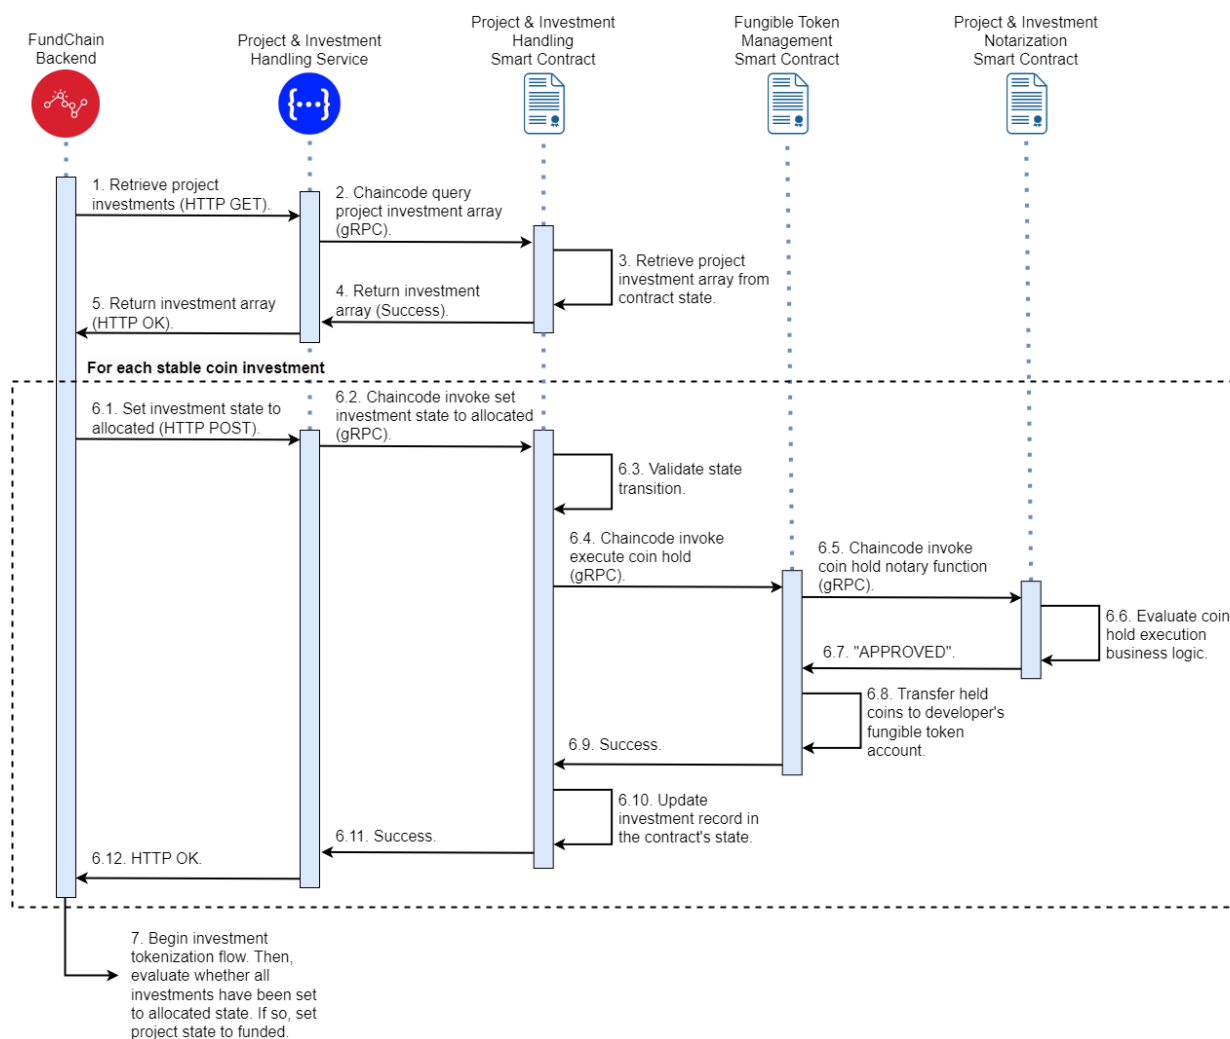 FundChain
Backend
Project & Investment
Handling Service
Project & Investment
Handling
Smart Contract
Fungible Token
Management
Smart Contract
Project & Investment
Notarization
Smart Contract
{...}
1. Retrieve project
investments (HTTP GET).
2. Chaincode query
project investment array
(gRPC).
3. Retrieve project
investment array from
contract state.
4. Return investment
array (Success).
5. Return investment array
(HTTP OK).
For each stable coin investment
6.1. Set investment state to
allocated (HTTP POST).
6.2. Chaincode invoke set
investment state to allocated
(gRPC).
6.3. Validate state
transition.
6.4. Chaincode invoke
execute coin hold
(gRPC).
6.5. Chaincode invoke
coin hold notary function
(gRPC).
6.6. Evaluate coin
hold execution
business logic.
6.7. "APPROVED".
6.8. Transfer held
coins to developer's
fungible token
account.
6.9. Success.
6.10. Update
investment record in
the contract's state.
6.11. Success.
6.12. HTTP OK.
7. Begin investment
tokenization flow. Then,
evaluate whether all
investments have been set
to allocated state. If so, set
project state to funded.